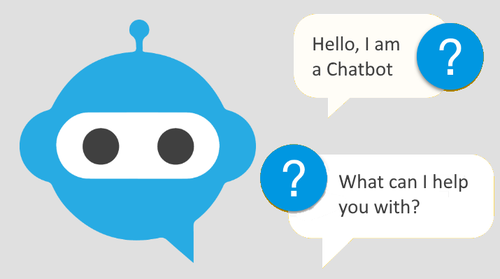 Hello, I am
a Chatbot
?
?
What can I help
you with?